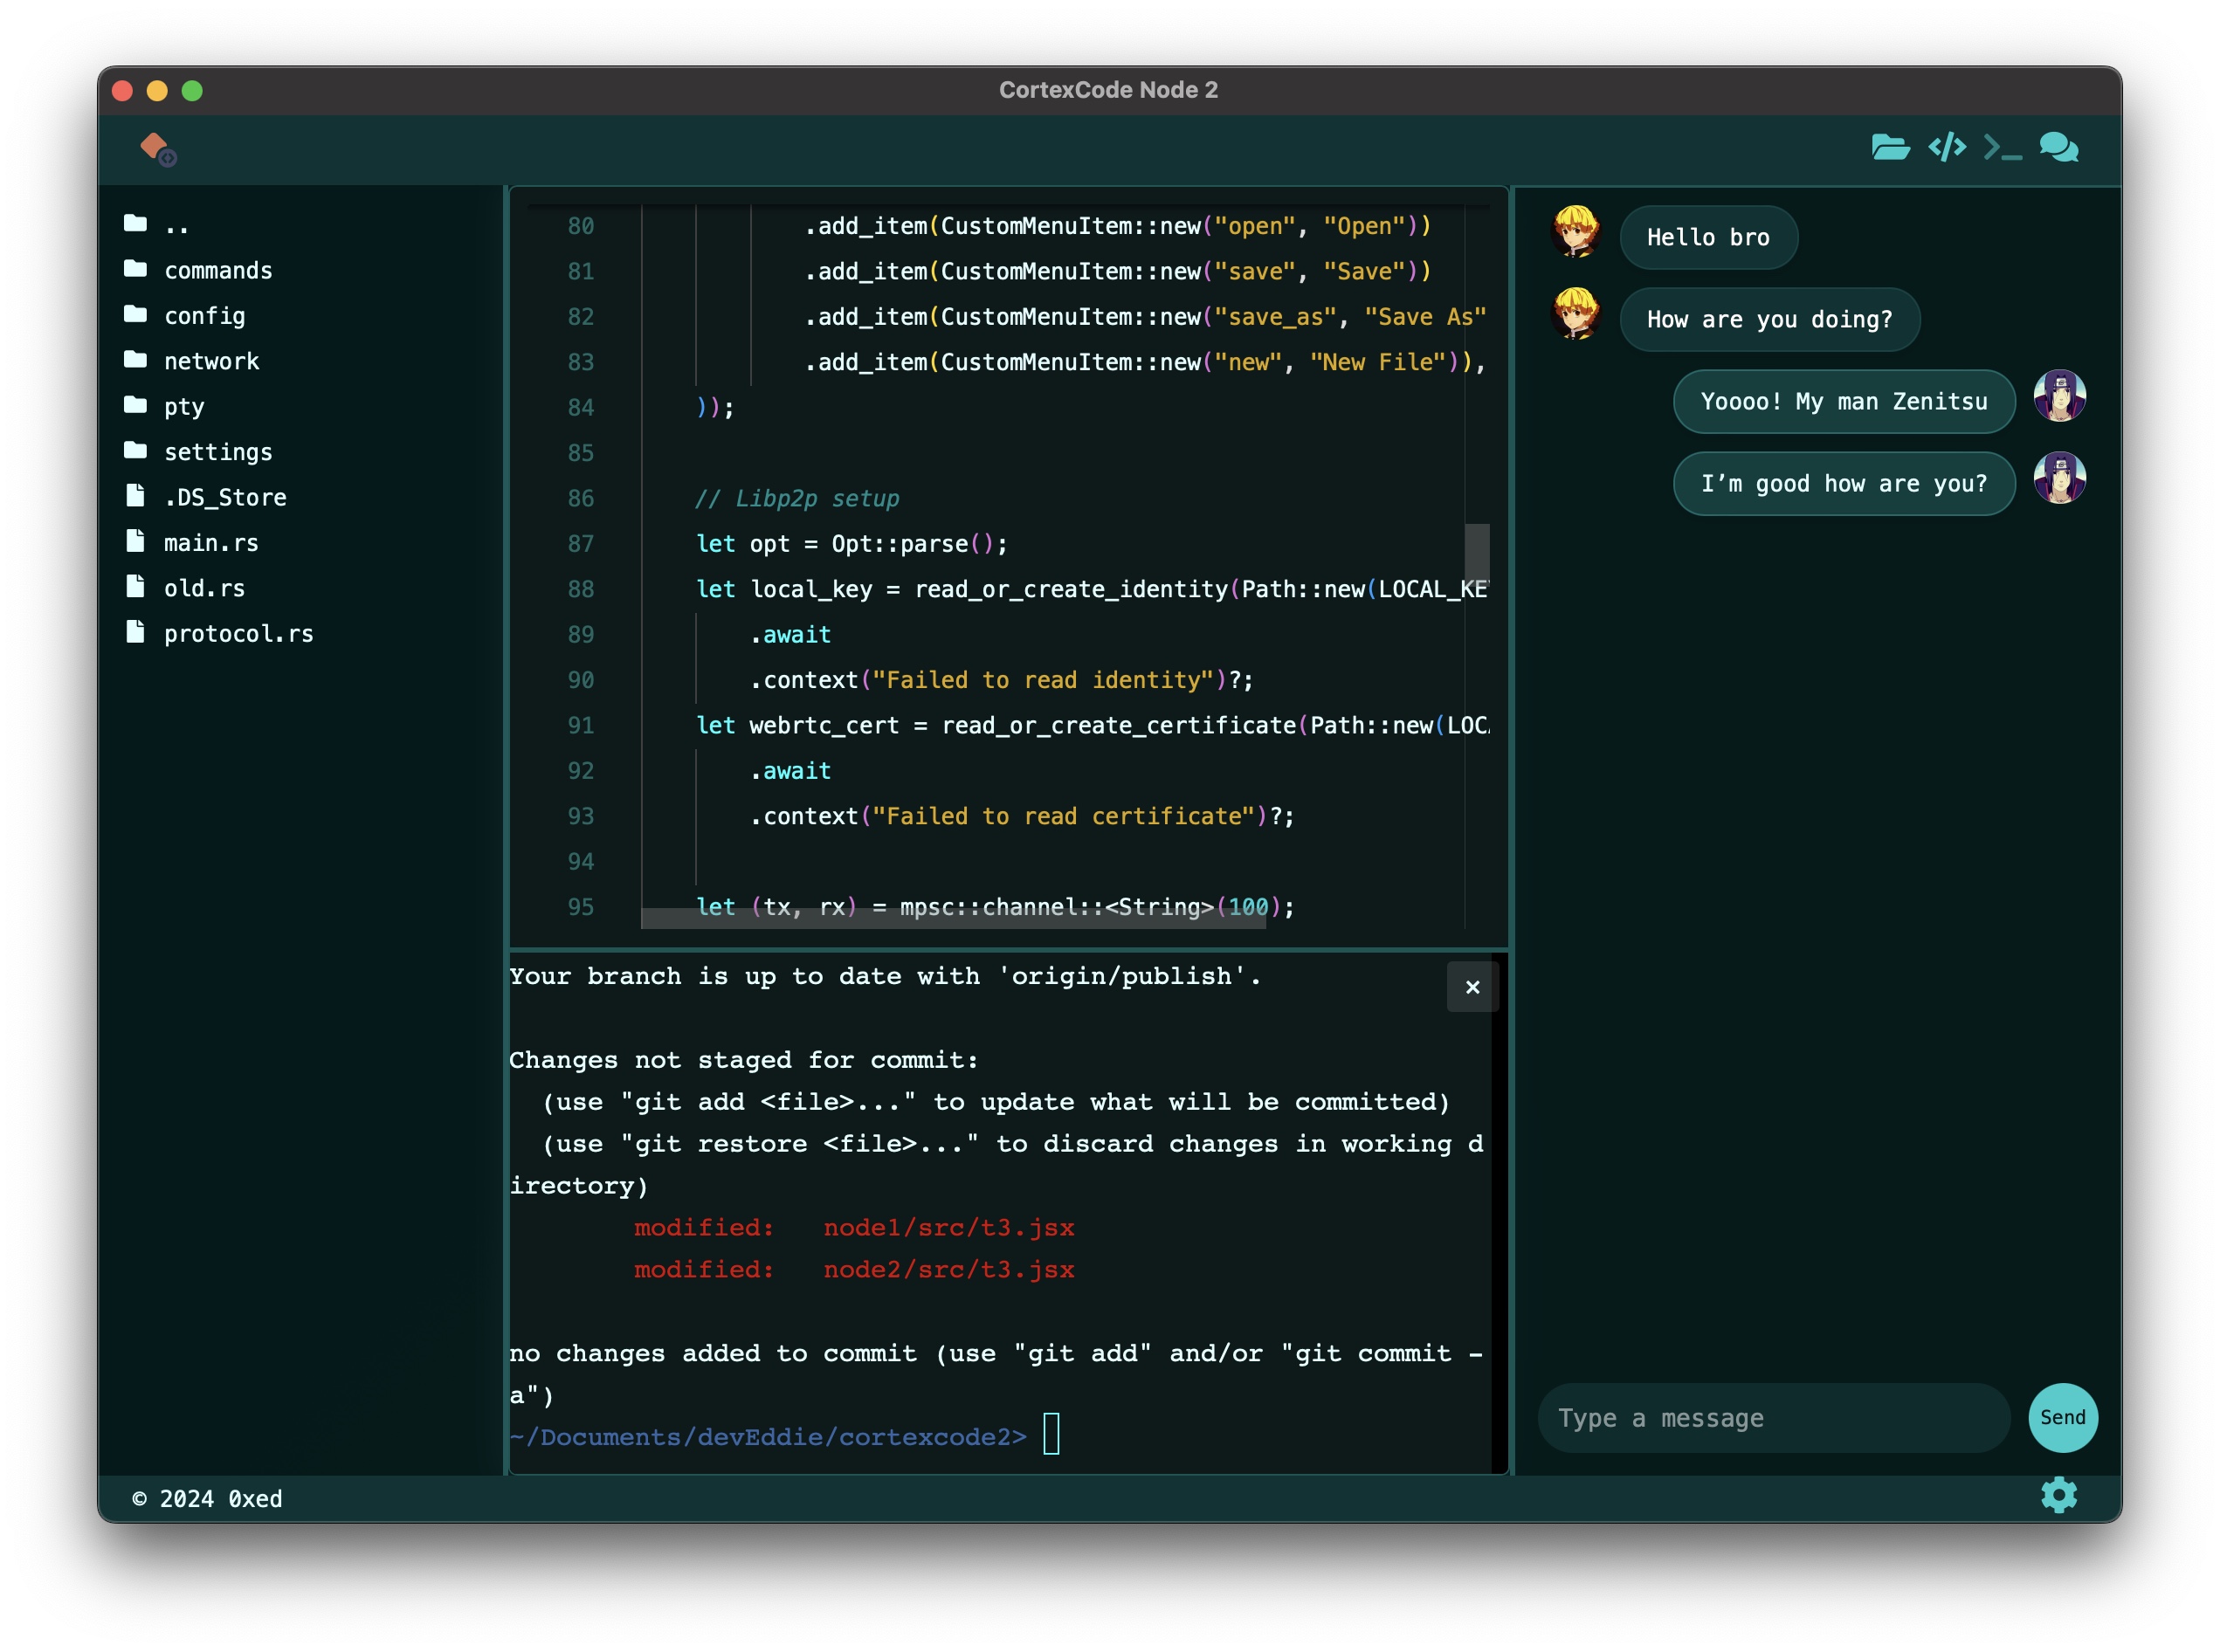 CortexCode Node 2
..
commands
config
network
pty
settings
.DS_Store
main.rs
old.rs
protocol.rs
80 .add_item(CustomMenuItem::new("open", "Open"))
81 .add_item(CustomMenuItem::new("save", "Save"))
82 .add_item(CustomMenuItem::new("save_as", "Save As"
83 .add_item(CustomMenuItem::new("new", "New File")),
84 ));
85
86 // Libp2p setup
87 let opt = Opt::parse();
88 let local_key = read_or_create_identity(Path::new(LOCAL_KE
89 .await
90 .context("Failed to read identity")?;
91 let webrtc_cert = read_or_create_certificate(Path::new(LOC
92 .await
93 .context("Failed to read certificate")?;
94
95 let (tx, rx) = mpsc::channel::<String>(100);
Your branch is up to date with 'origin/publish'.
Changes not staged for commit:
(use "git add <file>..." to update what will be committed)
(use "git restore <file>..." to discard changes in working d
irectory)
modified: node1/src/t3.jsx
modified: node2/src/t3.jsx
no changes added to commit (use "git add" and/or "git commit -
a")
~/Documents/devEddie/cortexcode2>
Hello bro
How are you doing?
Yoooo! My man Zenitsu
I’m good how are you?
Type a message
Send
© 2024 0xed